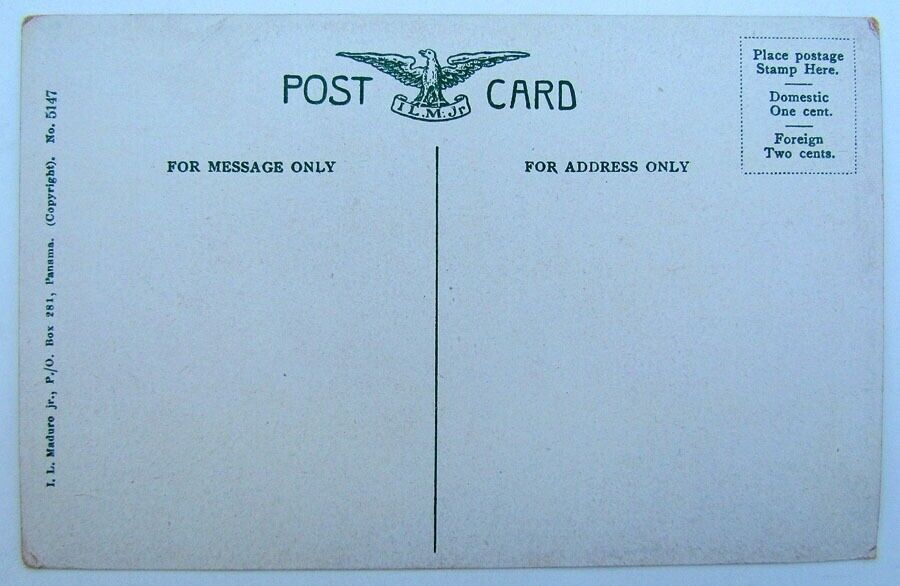 POST CARD
I L. M: Jr
Place postage
Stamp Here.
Domestic
One cent.
Foreign
Two cents.
FOR MESSAGE ONLY
FOR ADDRESS ONLY
I. L. Maduro jr., P./O. Box 281, Panama. (Copyright). No. 5147